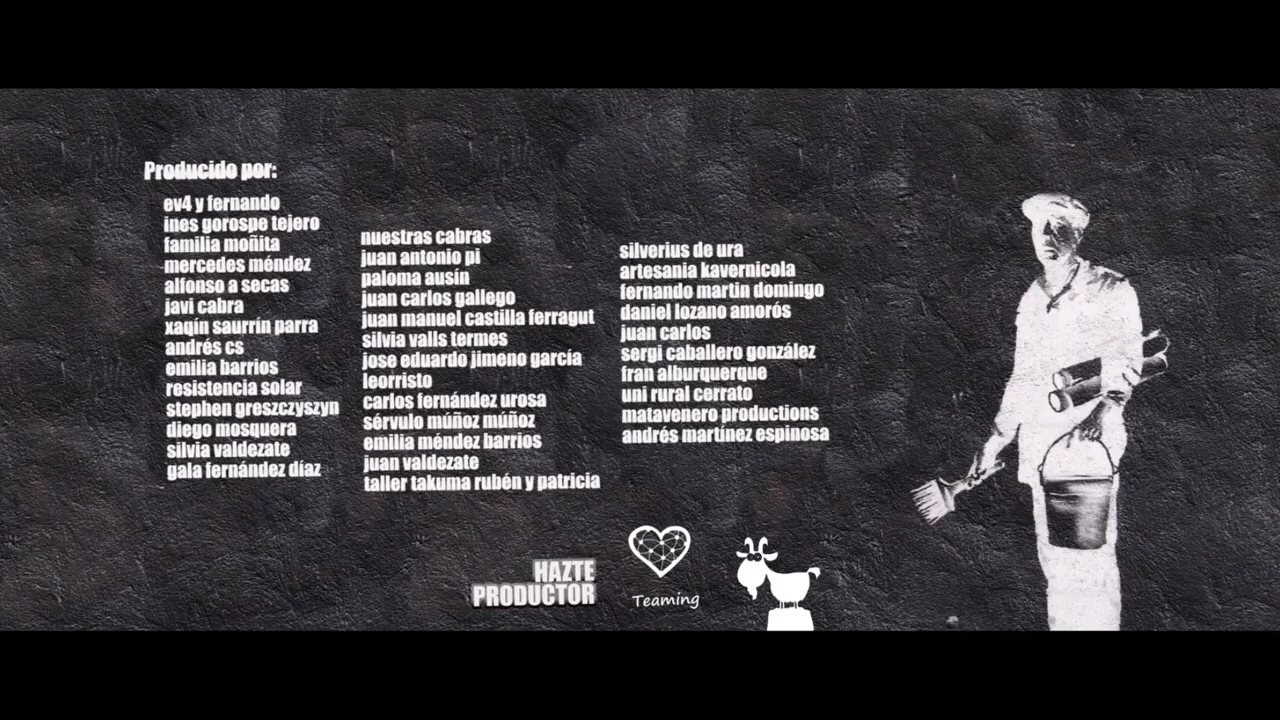 Producido por:
ev4 y fernando
ines gorospe tejero
familia moñita
mercedes méndez
alfonso a secas
javi cabra
xaqín saurrín parra
andrés cs
emilia barrios
resistencia solar
stephen greszczyszyn
diego mosquera
silvia valdezate
gala fernández díaz
nuestras cabras
juan antonio pi
paloma ausín
juan carlos gallego
juan manuel castilla ferragut
silvia valls termes
jose eduardo jimeno garcía
leorristo
carlos fernández urosa
sérvulo múñoz múñoz
emilia méndez barrios
juan valdezate
taller takuma rubén y patricia
silverius de ura
artesania kavernicola
fernando martin domingo
daniel lozano amorós
juan carlos
sergi caballero gonzález
fran alburquerque
uni rural cerrato
matavenero productions
andrés martínez espinosa
HAZTE
PRODUCTOR
Teaming